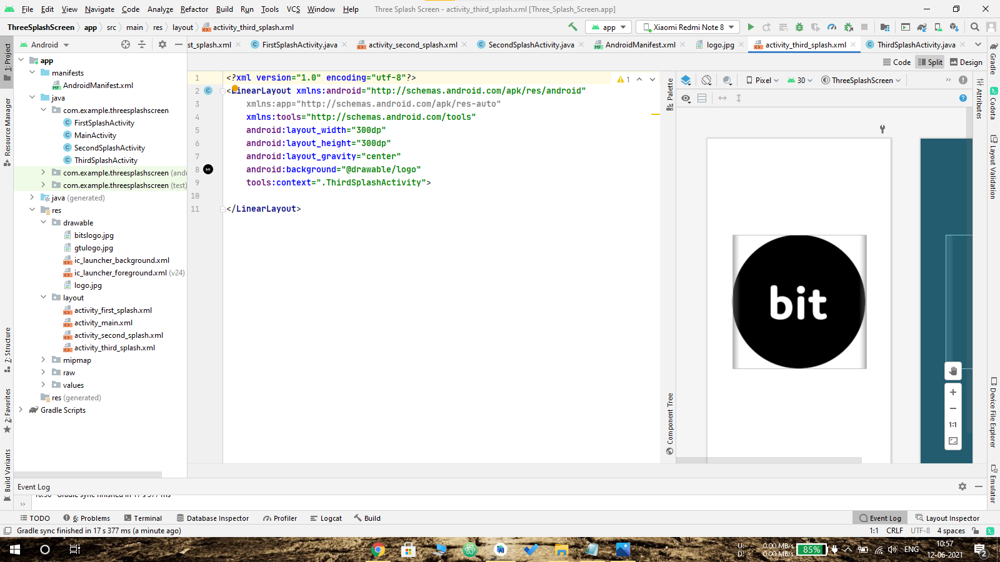 File Edit View Navigate Code Analyze Refactor Build Run Tools VCS Window Help Three Splash Screen - activity_third_splash.xml [Three_Splash_Screen.app]
ThreeSplashScreen app src main res layout activity_third_splash.xml app Xiaomi Redmi Note 8
Android st_splash.xml FirstSplashActivity.java activity_second_splash.xml SecondSplashActivity.java AndroidManifest.xml logo.jpg activity_third_splash.xml ThirdSplashActivity.java
Code Split Design
1: Project
Resource Manager
7: Structure
2: Favorites
Build Variants
app
manifests
AndroidManifest.xml
java
com.example.threesplashscreen
FirstSplashActivity
MainActivity
SecondSplashActivity
ThirdSplashActivity
com.example.threesplashscreen (andr
com.example.threesplashscreen (test)
java (generated)
res
drawable
bitslogo.jpg
gtulogo.jpg
ic_launcher_background.xml
ic_launcher_foreground.xml (v24)
logo.jpg
layout
activity_first_splash.xml
activity_main.xml
activity_second_splash.xml
activity_third_splash.xml
mipmap
raw
values
res (generated)
Gradle Scripts
1 <?xml version="1.0" encoding="utf-8"?>
2 <LinearLayout xmlns:android="http://schemas.android.com/apk/res/android"
3 xmlns:app="http://schemas.android.com/apk/res-auto"
4 xmlns:tools="http://schemas.android.com/tools"
5 android:layout_width="300dp"
6 android:layout_height="300dp"
7 android:layout_gravity="center"
8 android:background="@drawable/logo"
9 tools:context=".ThirdSplashActivity">
10
11 </LinearLayout>
1
Palette
Component Tree
Pixel 30 ThreeSplashScreen
bit
1:1
Gradle
Attributes
Codota
Layout Validation
Device File Explorer
Emulator
Event Log
10:56 Gradle sync finished in 17 s 377 ms
TODO 6: Problems Terminal Database Inspector Profiler Logcat Build Event Log Layout Inspector
Gradle sync finished in 17 s 377 ms (a minute ago) 1:1 CRLF UTF-8 4 spaces
U: 0.00 MB/s
D: 0.00 MB/s
85%
ENG
10:57
12-06-2021
2